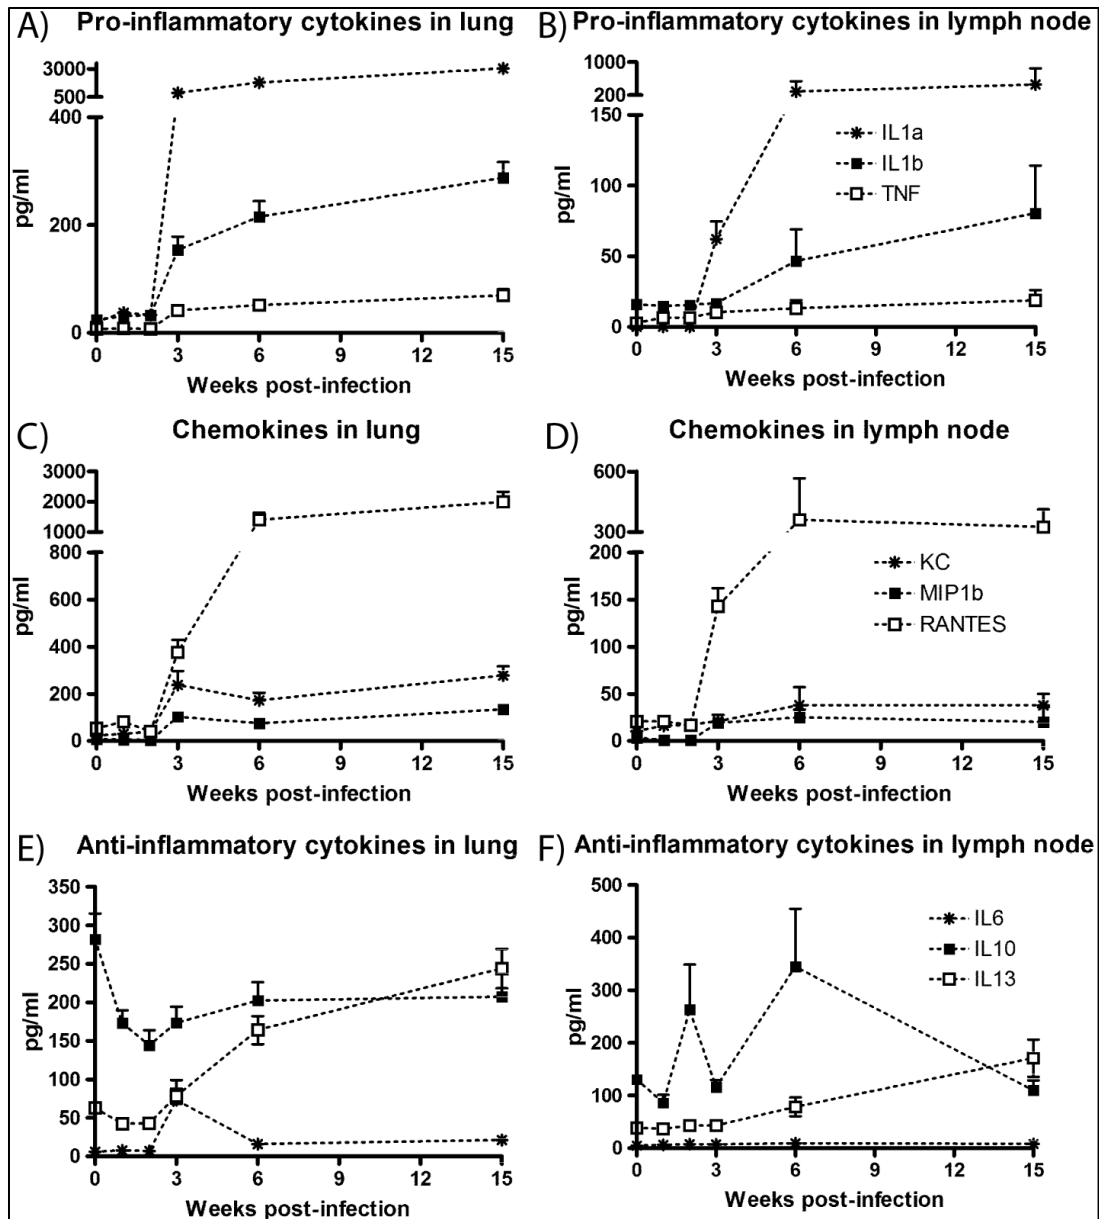 A) Pro-inflammatory cytokines in lung
3000
500
400
200
0
pg/ml
0 3 6 9 12 15
Weeks post-infection
B) Pro-inflammatory cytokines in lymph node
1000
200
150
100
50
0
pg/ml
IL1a
IL1b
TNF
0 3 6 9 12 15
Weeks post-infection
C) Chemokines in lung
3000
2000
1000
800
600
400
200
0
pg/ml
0 3 6 9 12 15
Weeks post-infection
D) Chemokines in lymph node
600
300
200
150
100
50
0
pg/ml
KC
MIP1b
RANTES
0 3 6 9 12 15
Weeks post-infection
E) Anti-inflammatory cytokines in lung
350
300
250
200
150
100
50
0
pg/ml
0 3 6 9 12 15
Weeks post-infection
F) Anti-inflammatory cytokines in lymph node
500
400
300
200
100
0
pg/ml
IL6
IL10
IL13
0 3 6 9 12 15
Weeks post-infection